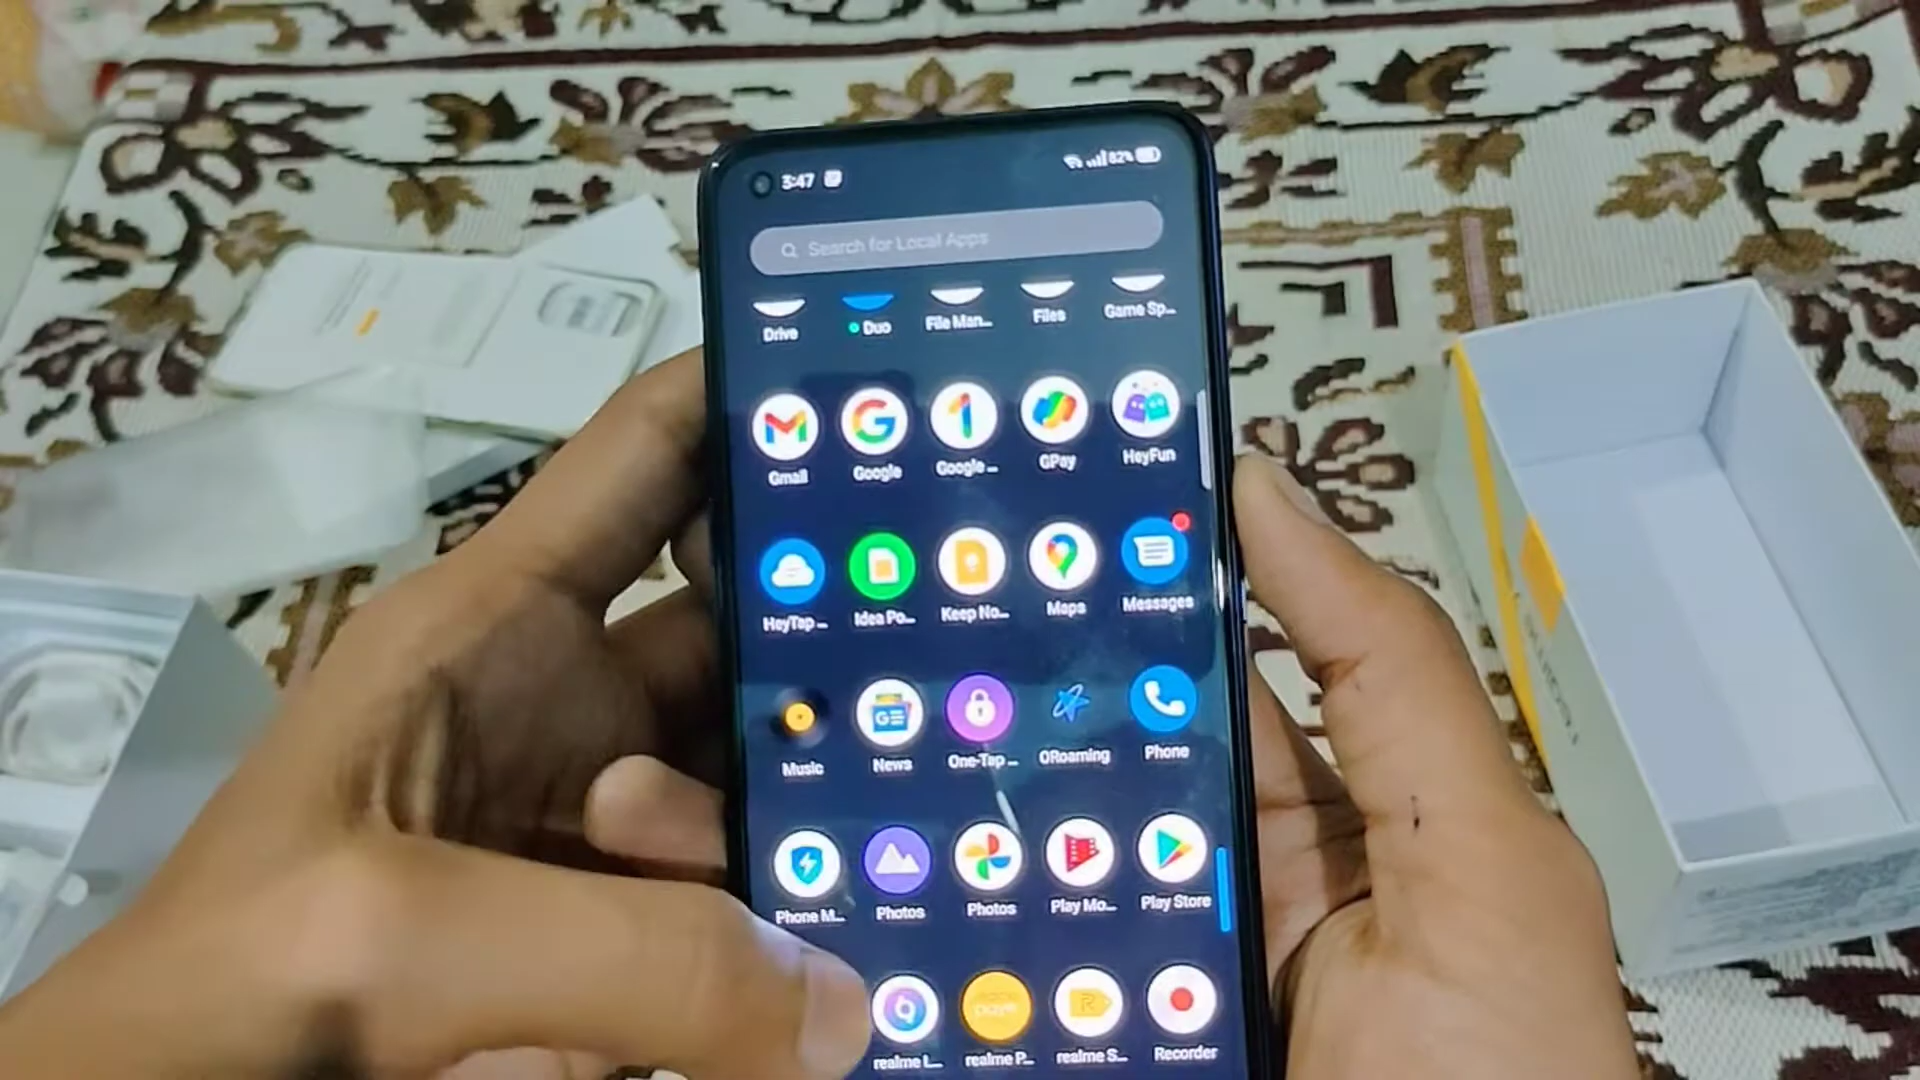 3:47 82%
Search for Local Apps
Drive Duo File Man... Files Game Sp...
Gmail Google Google ... GPay HeyFun
HeyTap ... Idea Po... Keep No... Maps Messages
Music News One-Tap ... ORoaming Phone
Phone M... Photos Photos Play Mo... Play Store
realme L... realme P... realme S... Recorder